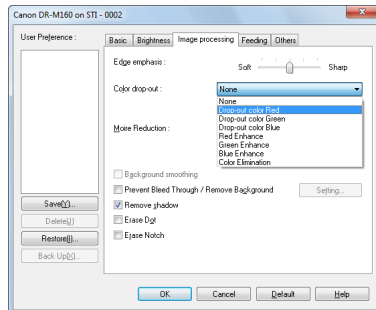 Canon DR-M160 on STI - 0002
User Preference :
Basic Brightness Image processing Feeding Others
Edge emphasis :
Soft Sharp
Color drop-out :
None
None
Drop-out color Red
Drop-out color Green
Drop-out color Blue
Red Enhance
Green Enhance
Blue Enhance
Color Elimination
Moire Reduction :
Background smoothing
Prevent Bleed Through / Remove Background
Setting...
Remove shadow
Erase Dot
Erase Notch
Save(Y)...
Delete(J)
Restore(I)...
Back Up(K)...
OK Cancel Default Help